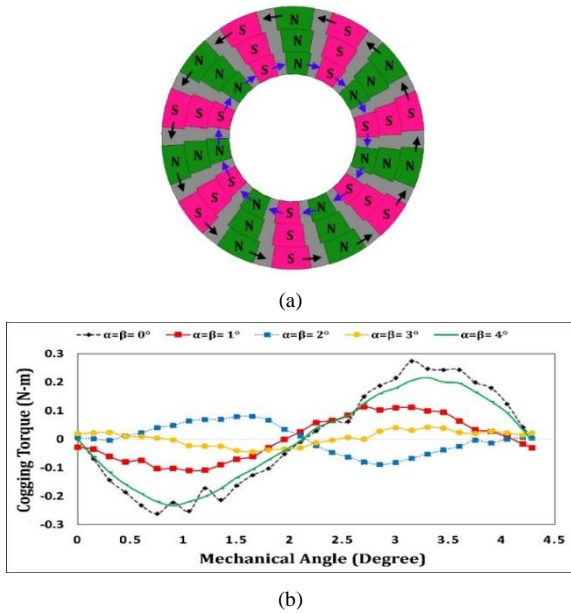 N
S S
N
S S
N N
N
S S
N N
N N
S S S S S S
N N N N N N
S S
S S
N S N
S S
N N
S
N N
S
(a)
α=β= 0° α=β= 1° α=β= 2° α=β= 3° α=β= 4°
Cogging Torque (N-m)
0.3
0.2
0.1
0
-0.1
-0.2
-0.3
0 0.5 1 1.5 2 2.5 3 3.5 4 4.5
Mechanical Angle (Degree)
(b)